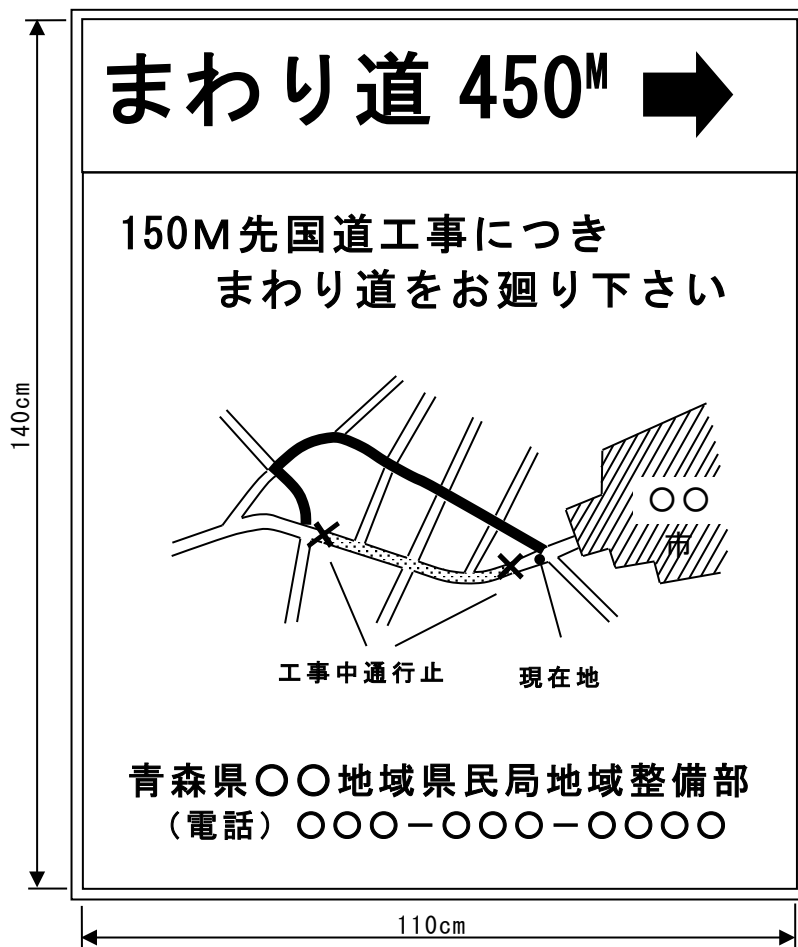 まわり道 450M
150M先国道工事につき
まわり道をお廻り下さい
140cm
○○
市
工事中通行止
現在地
青森県○○地域県民局地域整備部
（電話）○○○－○○○－○○○○
110cm